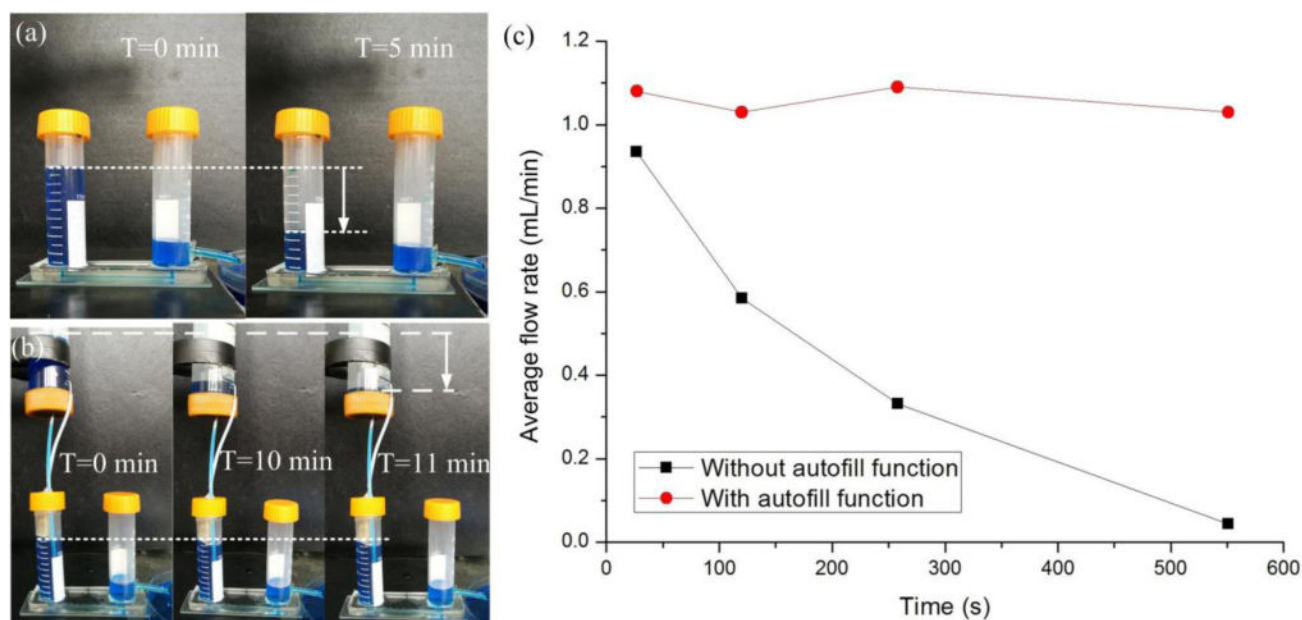 (a)
T=0 min
T=5 min
(b)
T=0 min
T=10 min
T=11 min
(c)
1.2
1.0
0.8
0.6
0.4
0.2
0.0
Average flow rate (mL/min)
Without autofill function
With autofill function
0
100
200
300
400
500
600
Time (s)